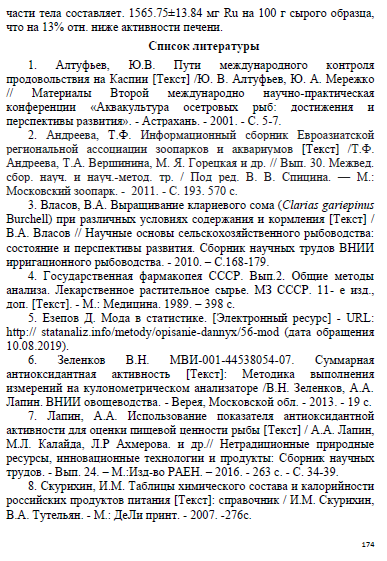 части тела составляет. 1565.75±13.84 мг Ru на 100 г сырого образца,
что на 13% отн. ниже активности печени.
Список литературы
1. Алтуфьев, Ю.В. Пути международного контроля
продовольствия на Каспии [Текст] /Ю. В. Алтуфьев, Ю. А. Мережко
// Материалы Второй международно научно-практическая
конференции «Аквакультура осетровых рыб: достижения и
перспективы развития». - Астрахань. - 2001. - С. 5-7.
2. Андреева, Т.Ф. Информационный сборник Евроазиатской
региональной ассоциации зоопарков и аквариумов [Текст] /Т.Ф.
Андреева, Т.А. Вершинина, М. Я. Горецкая и др. // Вып. 30. Межвед.
сбор. науч. и науч.-метод. тр. / Под ред. В. В. Спицина. — М.:
Московский зоопарк. - 2011. - С. 193. 570 с.
3. Власов, В.А. Выращивание клариевого сома (Clarias gariepinus
Burchell) при различных условиях содержания и кормления [Текст] /
В.А. Власов // Научные основы сельскохозяйственного рыбоводства:
состояние и перспективы развития. Сборник научных трудов ВНИИ
ирригационного рыбоводства. - 2010. – С.168-179.
4. Государственная фармакопея СССР. Вып.2. Общие методы
анализа. Лекарственное растительное сырье. МЗ СССР. 11- е изд.,
доп. [Текст]. - М.: Медицина. 1989. – 398 с.
5. Езепов Д. Мода в статистике. [Электронный ресурс] - URL:
http:// statanaliz.info/metody/opisanie-dannyx/56-mod (дата обращения
10.08.2019).
6. Зеленков В.Н. МВИ-001-44538054-07. Суммарная
антиоксидантная активность [Текст]: Методика выполнения
измерений на кулонометрическом анализаторе /В.Н. Зеленков, А.А.
Лапин. ВНИИ овощеводства. - Верея, Московской обл. - 2013. - 19 с.
7. Лапин, А.А. Использование показателя антиоксидантной
активности для оценки пищевой ценности рыбы [Текст] / А.А. Лапин,
М.Л. Калайда, Л.Р Ахмерова. и др.// Нетрадиционные природные
ресурсы, инновационные технологии и продукты: Сборник научных
трудов. - Вып. 24. – М.:Изд-во РАЕН. – 2016. - 263 с. - С. 34-39.
8. Скурихин, И.М. Таблицы химического состава и калорийности
российских продуктов питания [Текст]: справочник / И.М. Скурихин,
В.А. Тутельян. - М.: ДеЛи принт. - 2007. -276с.
174